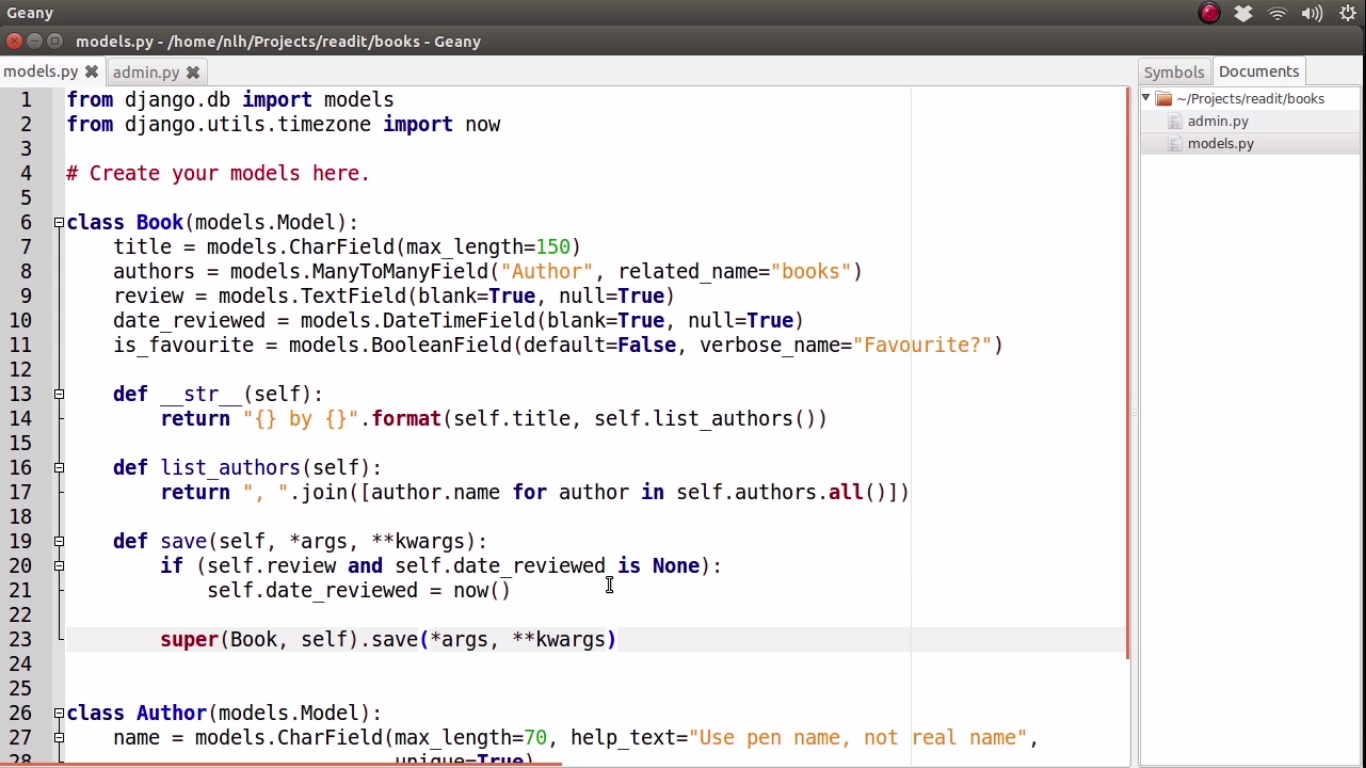 Geany
models.py - /home/nlh/Projects/readit/books - Geany
models.py admin.py Symbols Documents
~/Projects/readit/books
admin.py
models.py
1 from django.db import models
2 from django.utils.timezone import now
3
4 # Create your models here.
5
6 class Book(models.Model):
7     title = models.CharField(max_length=150)
8     authors = models.ManyToManyField("Author", related_name="books")
9     review = models.TextField(blank=True, null=True)
10     date_reviewed = models.DateTimeField(blank=True, null=True)
11     is_favourite = models.BooleanField(default=False, verbose_name="Favourite?")
12
13     def __str__(self):
14         return "{} by {}".format(self.title, self.list_authors())
15
16     def list_authors(self):
17         return ", ".join([author.name for author in self.authors.all()])
18
19     def save(self, *args, **kwargs):
20         if (self.review and self.date_reviewed is None):
21             self.date_reviewed = now()
22
23         super(Book, self).save(*args, **kwargs)
24
25
26 class Author(models.Model):
27     name = models.CharField(max_length=70, help_text="Use pen name, not real name",
28                             unique=True)